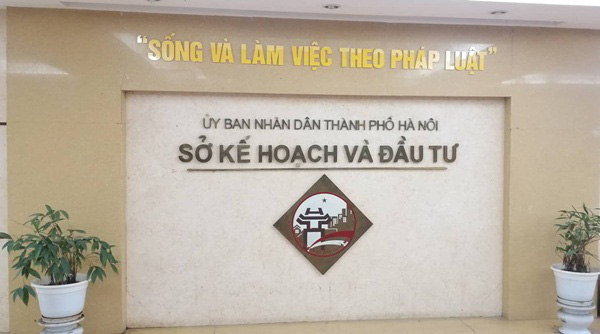 "SỐNG VÀ LÀM VIỆC THEO PHÁP LUẬT"
ỦY BAN NHÂN DÂN THÀNH PHỐ HÀ NÔI
SỞ KẾ HOẠCH VÀ ĐẦU TƯ